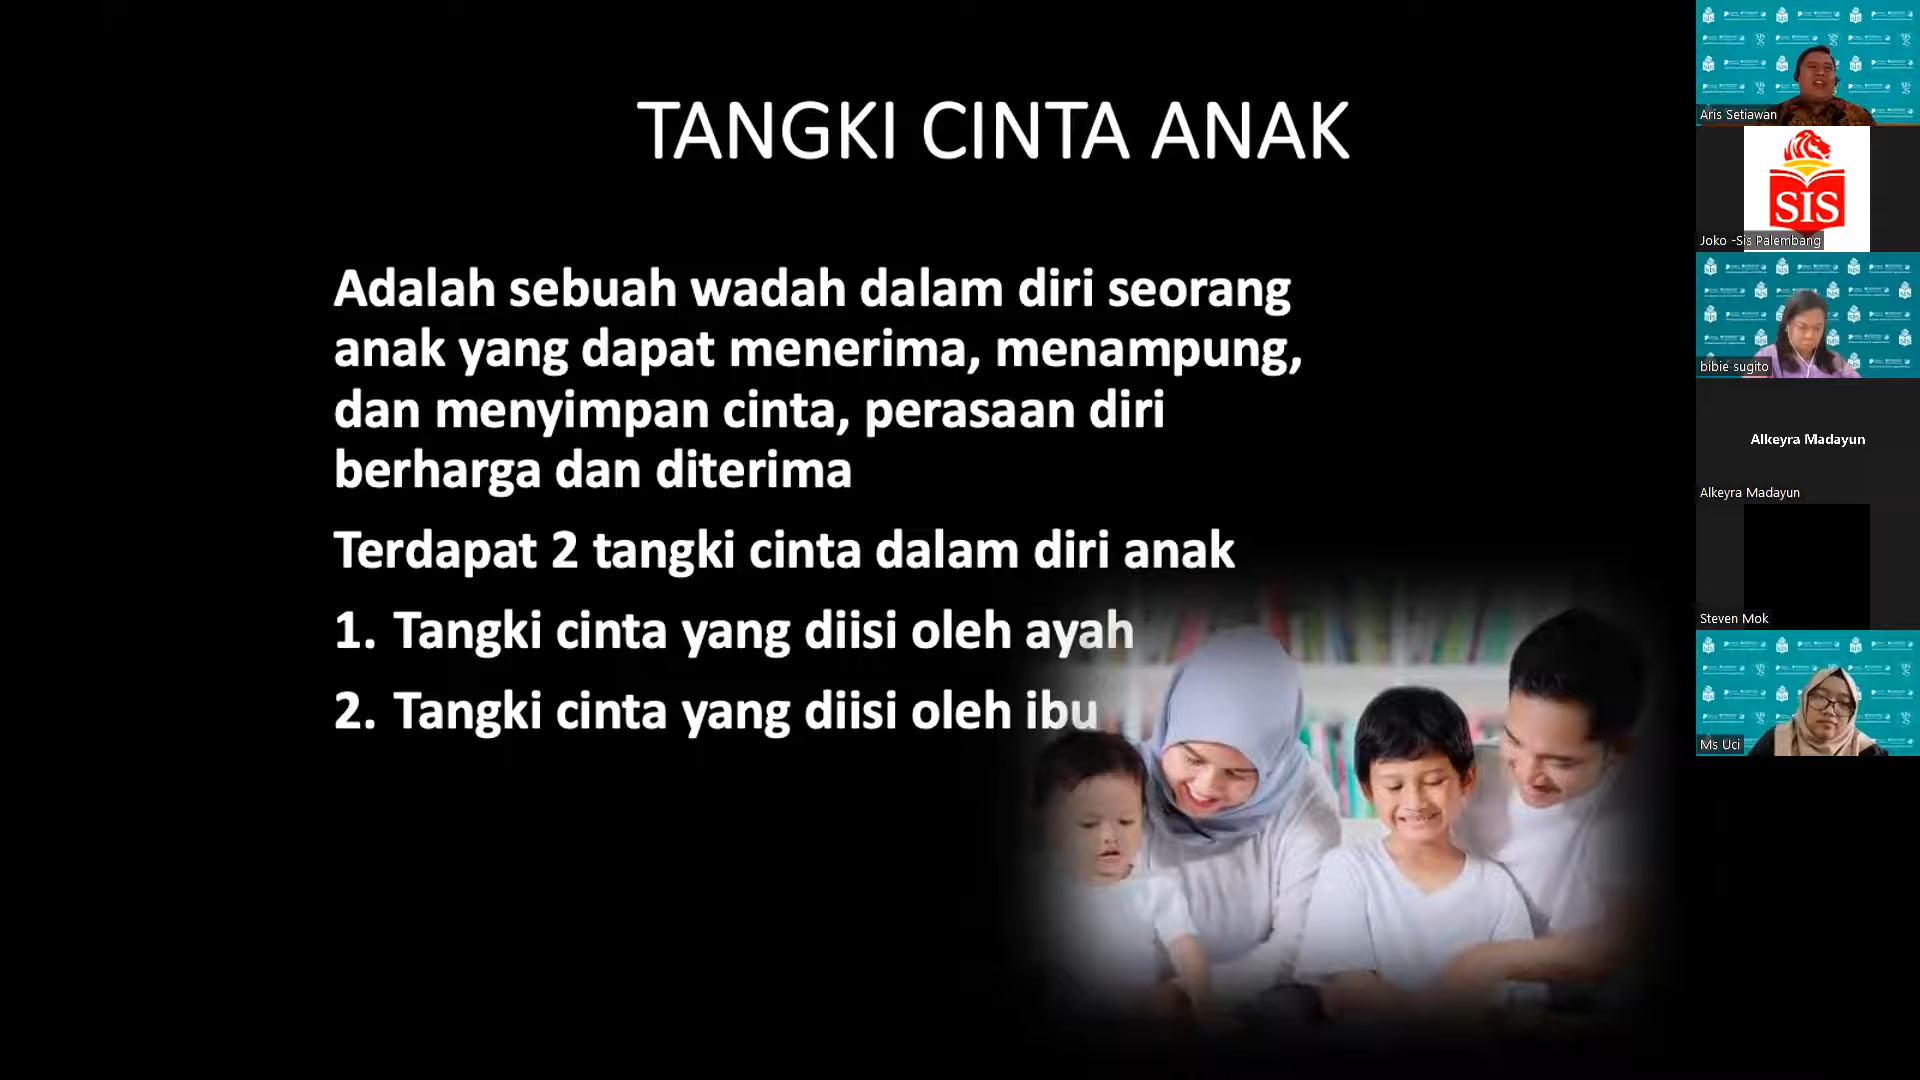 TANGKI CINTA ANAK
Adalah sebuah wadah dalam diri seorang
anak yang dapat menerima, menampung,
dan menyimpan cinta, perasaan diri
berharga dan diterima
Terdapat 2 tangki cinta dalam diri anak
1. Tangki cinta yang diisi oleh ayah
2. Tangki cinta yang diisi oleh ibu
Aris Setiawan
SIS
Joko -Sis Palembang
bibie sugito
Alkeyra Madayun
Alkeyra Madayun
Steven Mok
Ms Uci